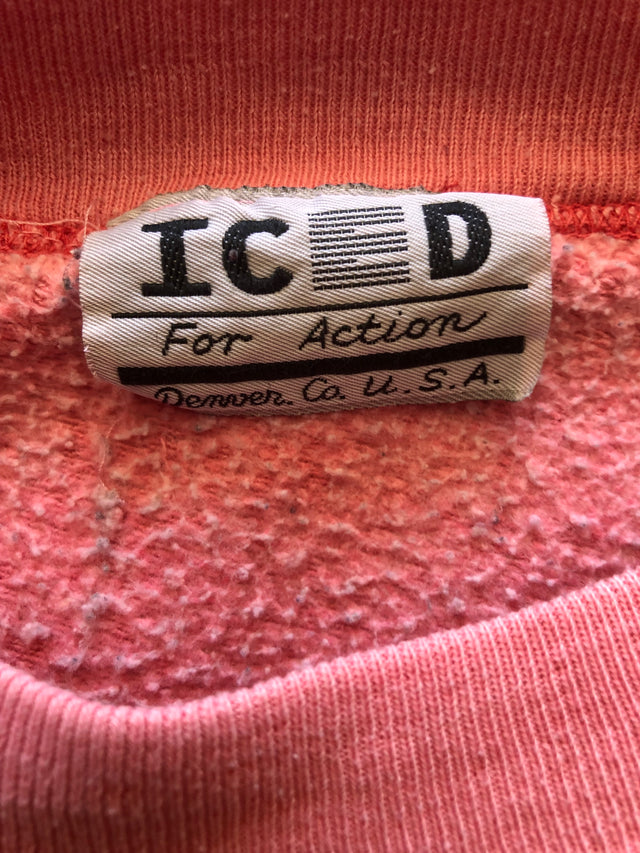 ICED
For Action
Denver. Co. U.S.A.